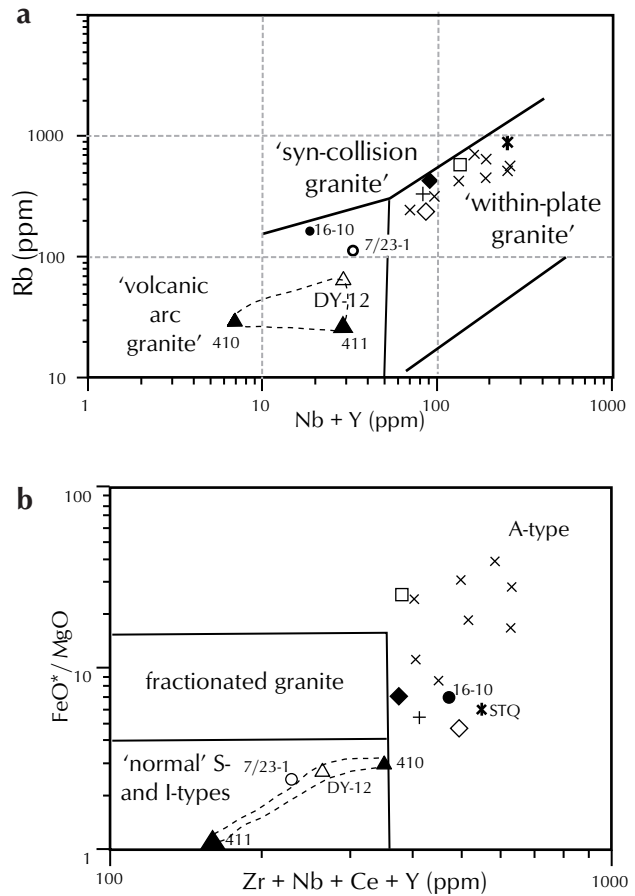 a
1000
100
10
Rb (ppm)
'syn-collision
granite'
'within-plate
granite'
'volcanic
arc
granite'
16-10
7/23-1
DY-12
410
411
1
10
100
1000
Nb + Y (ppm)
b
100
10
1
FeO*/ MgO
A-type
fractionated granite
'normal' S-
and I-types
16-10
STQ
7/23-1
DY-12
410
411
100
1000
Zr + Nb + Ce + Y (ppm)